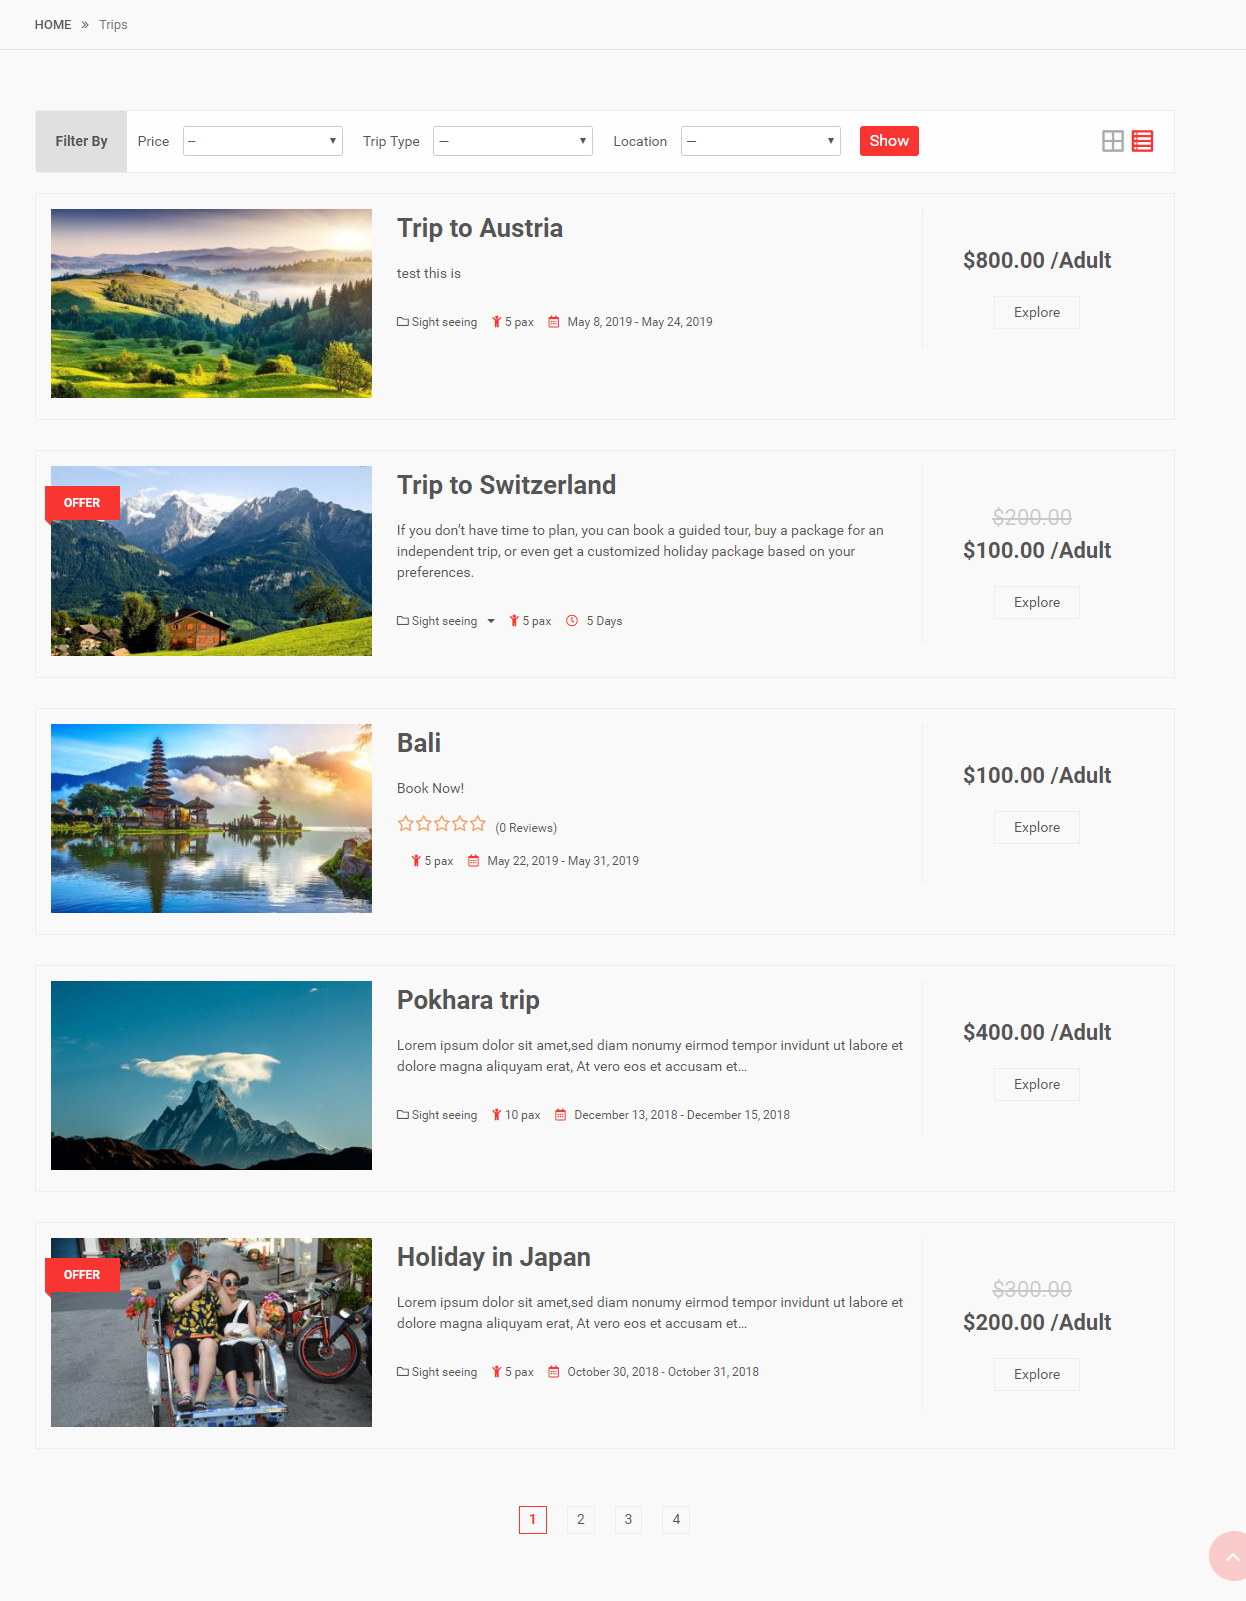 HOME » Trips
Filter By Price -- Trip Type — Location — Show
Trip to Austria
test this is
Sight seeing 5 pax May 8, 2019 - May 24, 2019
$800.00 /Adult
Explore
OFFER
Trip to Switzerland
If you don’t have time to plan, you can book a guided tour, buy a package for an
independent trip, or even get a customized holiday package based on your
preferences.
Sight seeing 5 pax 5 Days
$200.00
$100.00 /Adult
Explore
Bali
Book Now!
(0 Reviews)
5 pax May 22, 2019 - May 31, 2019
$100.00 /Adult
Explore
Pokhara trip
Lorem ipsum dolor sit amet,sed diam nonumy eirmod tempor invidunt ut labore et
dolore magna aliquyam erat, At vero eos et accusam et...
Sight seeing 10 pax December 13, 2018 - December 15, 2018
$400.00 /Adult
Explore
OFFER
Holiday in Japan
Lorem ipsum dolor sit amet,sed diam nonumy eirmod tempor invidunt ut labore et
dolore magna aliquyam erat, At vero eos et accusam et...
Sight seeing 5 pax October 30, 2018 - October 31, 2018
$300.00
$200.00 /Adult
Explore
1 2 3 4